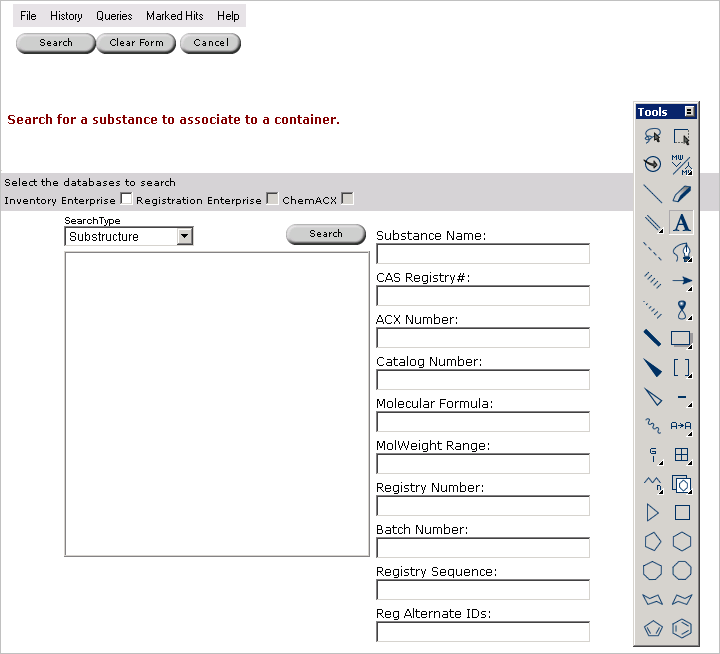 File History Queries Marked Hits Help
Search Clear Form Cancel
Search for a substance to associate to a container.
Select the databases to search
Inventory Enterprise Registration Enterprise ChemACX
SearchType
Substructure
Search
Substance Name:
CAS Registry#:
ACX Number:
Catalog Number:
Molecular Formula:
MolWeight Range:
Registry Number:
Batch Number:
Registry Sequence:
Reg Alternate IDs:
Tools
MW
A
[ ]
A→A
G
n